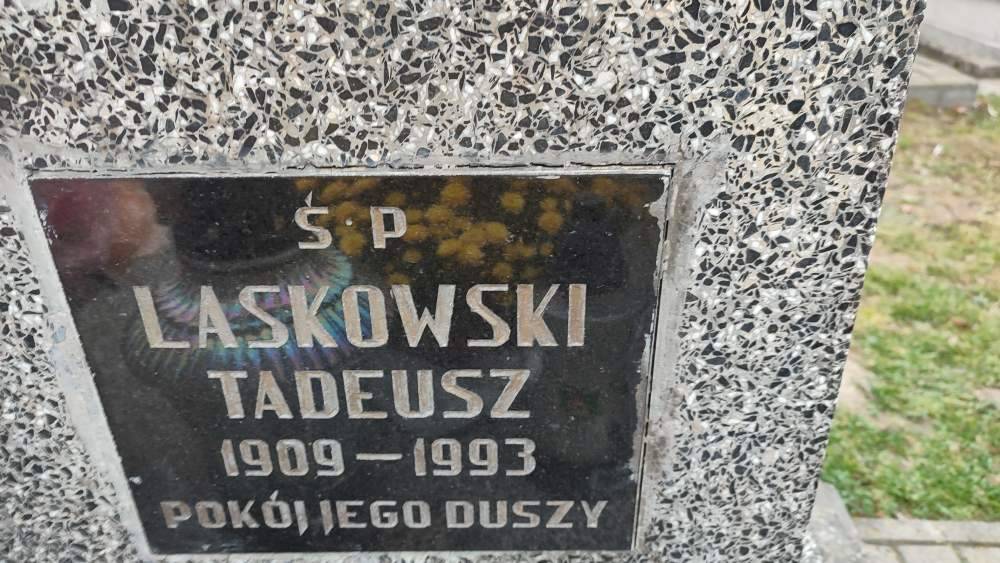 Ś. P
LASKOWSKI
TADEUSZ
1909 – 1993
POKÓJ JEGO DUSZY